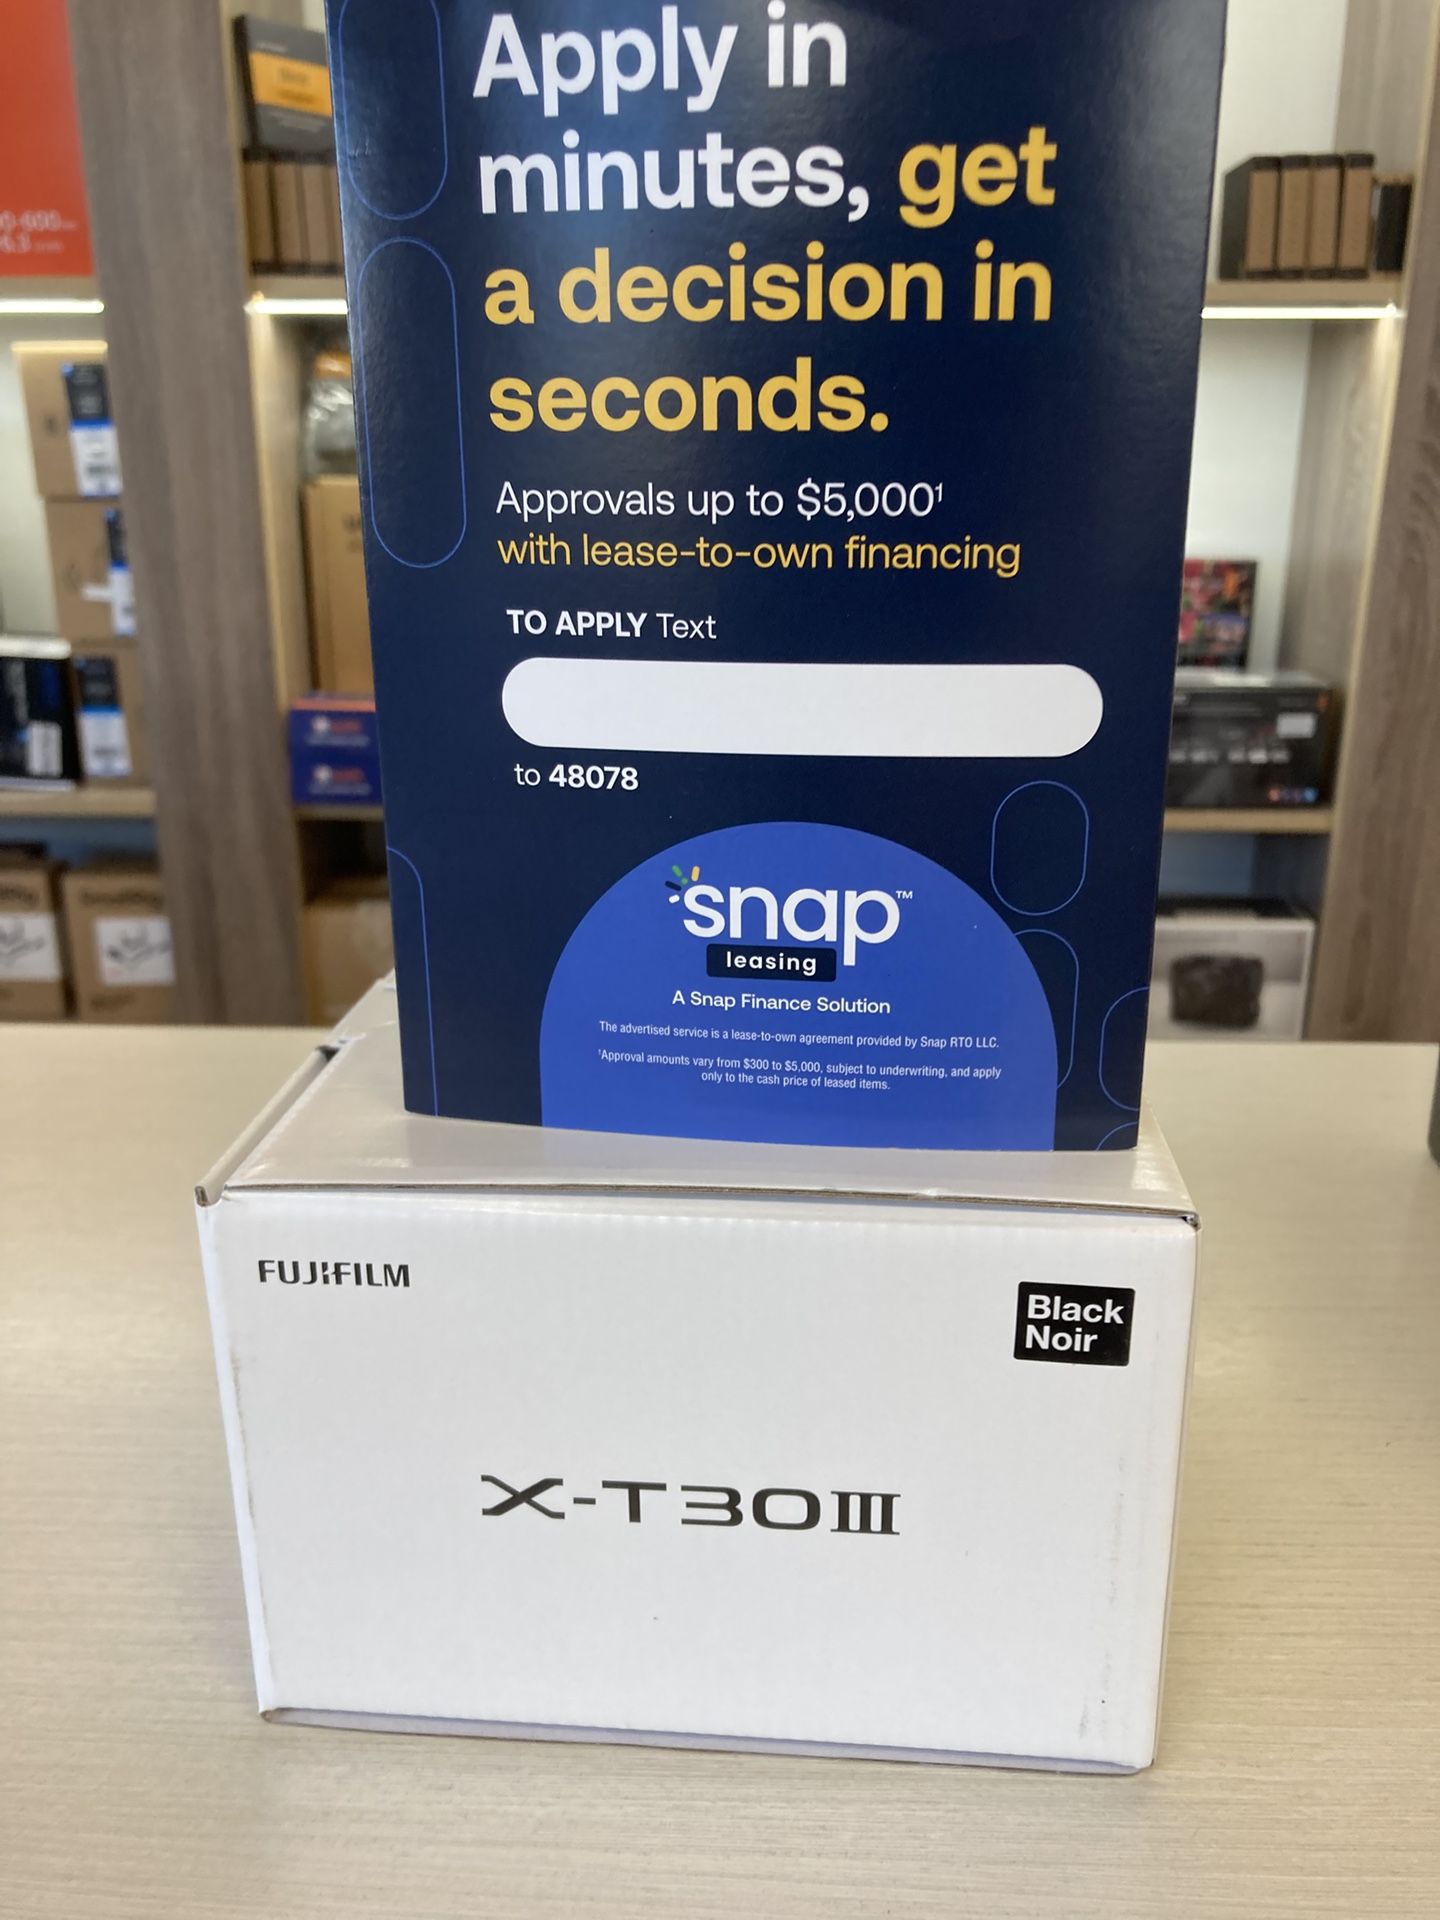 Apply in
minutes, get
a decision in
seconds.
Approvals up to $5,000¹
with lease-to-own financing
TO APPLY Text
to 48078
snap™
leasing
A Snap Finance Solution
The advertised service is a lease-to-own agreement provided by Snap RTO LLC.
¹Approval amounts vary from $300 to $5,000, subject to underwriting, and apply
only to the cash price of leased items.
FUJIFILM
Black
Noir
X-T30 III